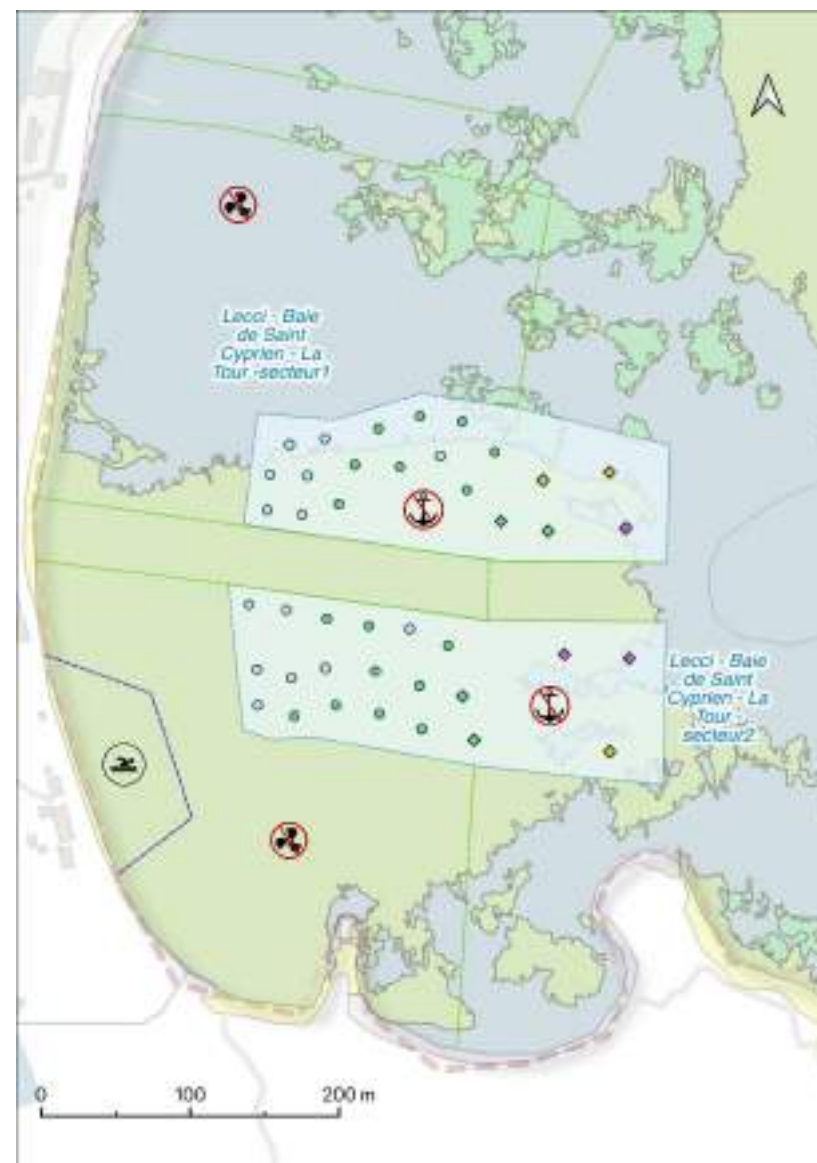 Lecci - Baie
de Saint
Cyprien - La
Tour -secteur1
Lecci - Baie
de Saint
Cyprien - La
Tour -
secteur2
0 100 200 m